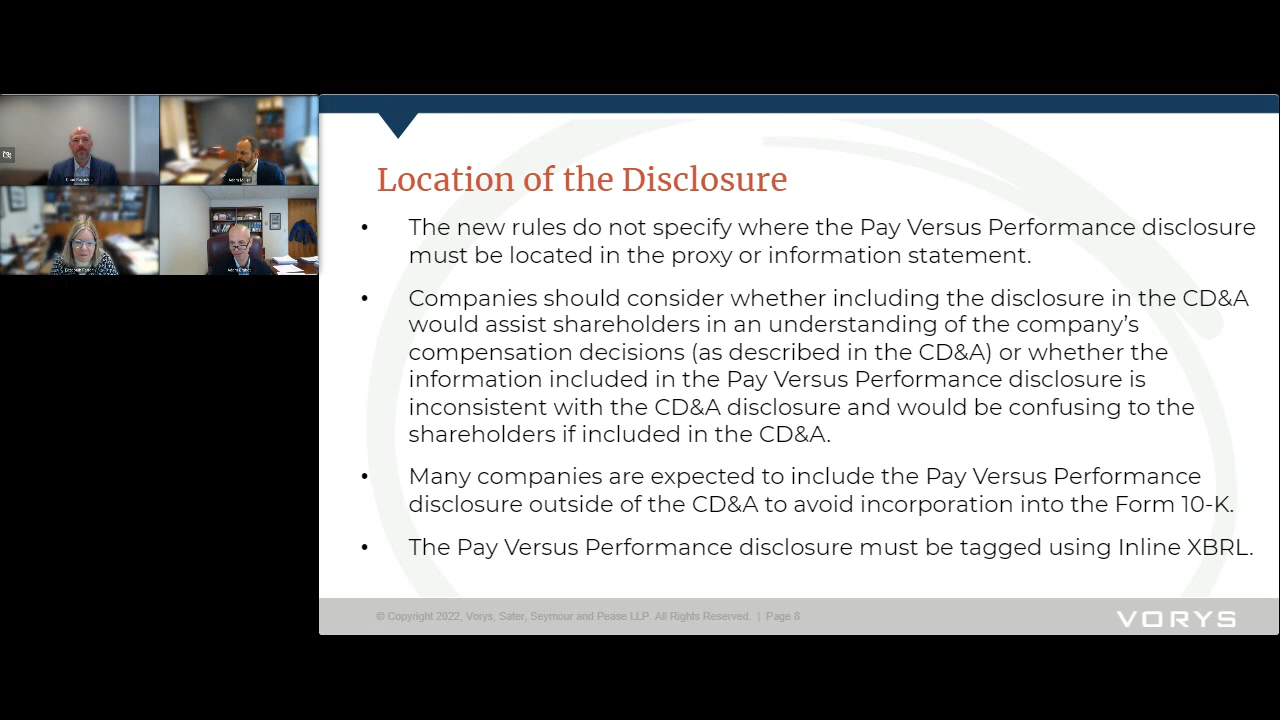 Location of the Disclosure
• The new rules do not specify where the Pay Versus Performance disclosure
must be located in the proxy or information statement.
• Companies should consider whether including the disclosure in the CD&A
would assist shareholders in an understanding of the company’s
compensation decisions (as described in the CD&A) or whether the
information included in the Pay Versus Performance disclosure is
inconsistent with the CD&A disclosure and would be confusing to the
shareholders if included in the CD&A.
• Many companies are expected to include the Pay Versus Performance
disclosure outside of the CD&A to avoid incorporation into the Form 10-K.
• The Pay Versus Performance disclosure must be tagged using Inline XBRL.
© Copyright 2022, Vorys, Sater, Seymour and Pease LLP. All Rights Reserved. | Page 8
VORYS